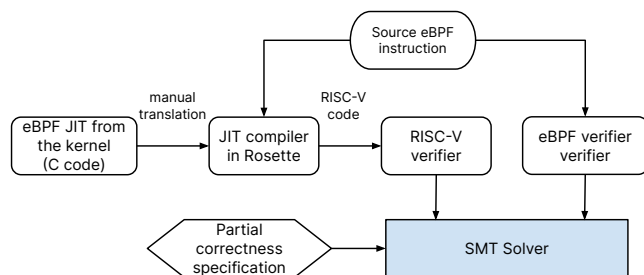 Source eBPF
instruction
manual
translation
RISC-V
code
eBPF JIT from
the kernel
(C code)
JIT compiler
in Rosette
RISC-V
verifier
eBPF verifier
verifier
Partial
correctness
specification
SMT Solver